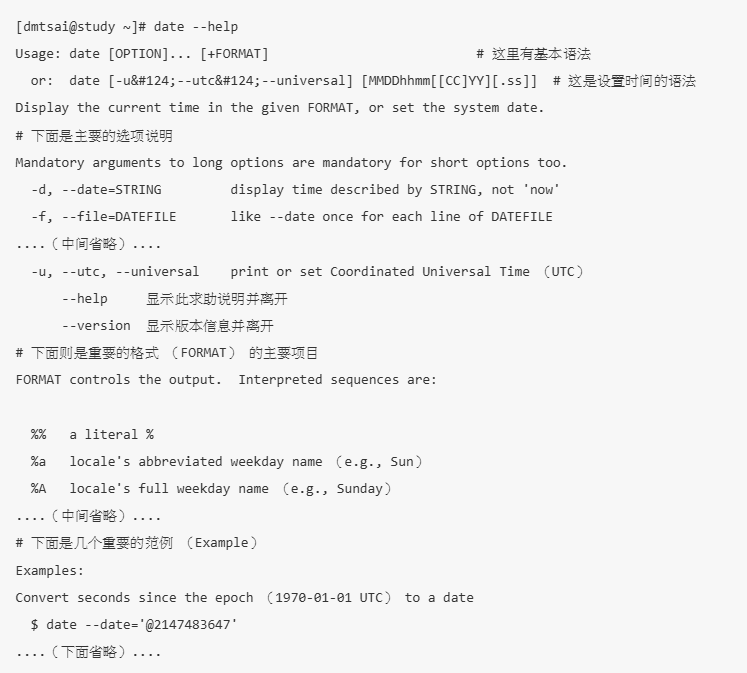 [dmtsai@study ~]# date --help
Usage: date [OPTION]... [+FORMAT]                           # 这里有基本语法
  or:  date [-u&#124;--utc&#124;--universal] [MMDDhhmm[[CC]YY][.ss]]  # 这是设置时间的语法
Display the current time in the given FORMAT, or set the system date.
# 下面是主要的选项说明
Mandatory arguments to long options are mandatory for short options too.
  -d, --date=STRING         display time described by STRING, not 'now'
  -f, --file=DATEFILE       like --date once for each line of DATEFILE
....（中间省略）....
  -u, --utc, --universal    print or set Coordinated Universal Time （UTC）
      --help     显示此求助说明并离开
      --version  显示版本信息并离开
# 下面则是重要的格式 （FORMAT） 的主要项目
FORMAT controls the output.  Interpreted sequences are:
  %%   a literal %
  %a   locale's abbreviated weekday name （e.g., Sun）
  %A   locale's full weekday name （e.g., Sunday）
....（中间省略）....
# 下面是几个重要的范例 （Example）
Examples:
Convert seconds since the epoch （1970-01-01 UTC） to a date
  $ date --date='@2147483647'
....（下面省略）....